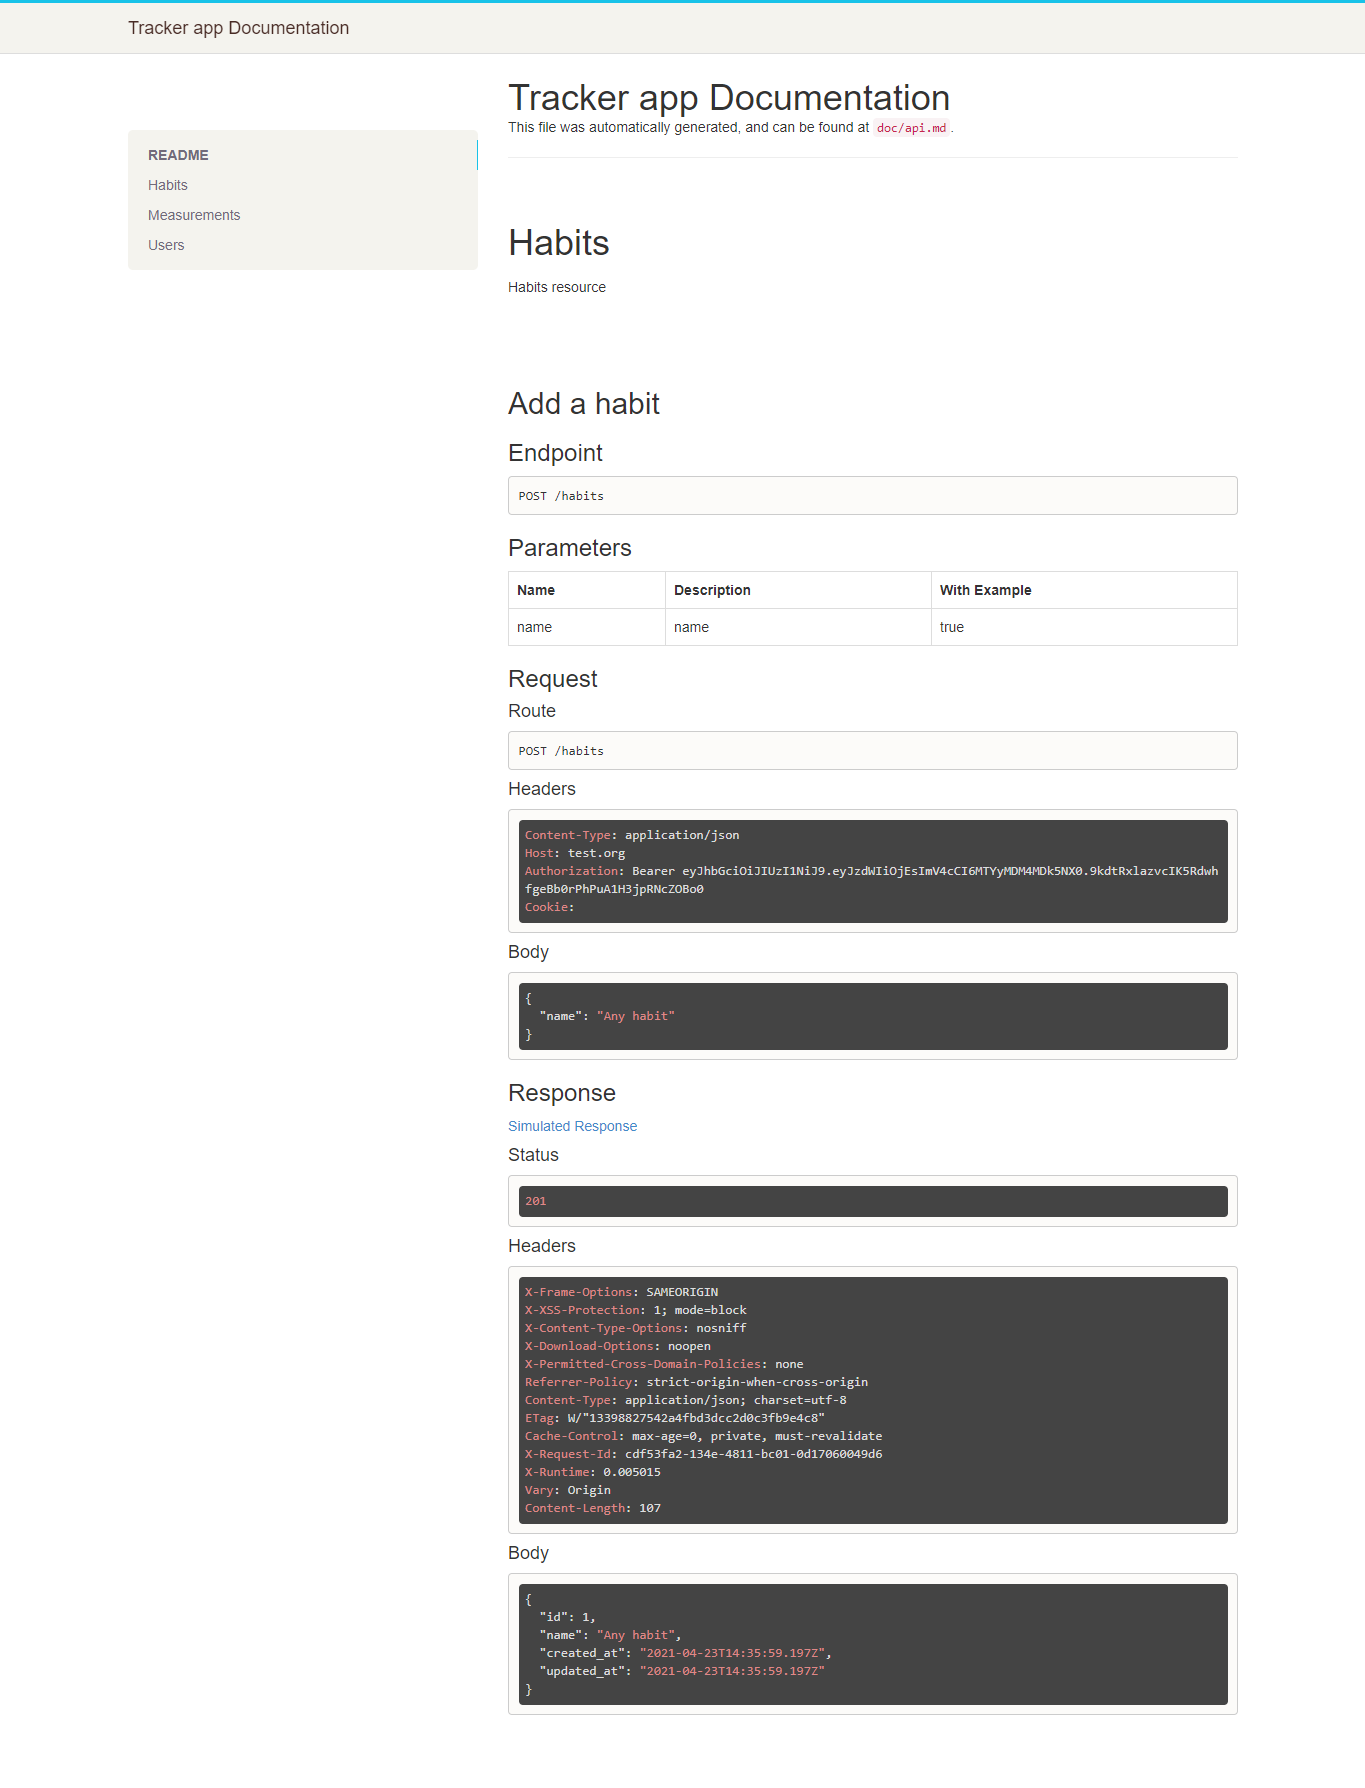 Tracker app Documentation
README
Habits
Measurements
Users
Tracker app Documentation
This file was automatically generated, and can be found at doc/api.md .
Habits
Habits resource
Add a habit
Endpoint
POST /habits
Parameters
Name Description With Example
name name true
Request
Route
POST /habits
Headers
Content-Type: application/json
Host: test.org
Authorization: Bearer eyJhbGciOiJIUzI1NiJ9.eyJzdWIiOjEsImV4cCI6MTYyMDM4MDk5NX0.9kdtRxlazvcIK5Rdwh
fgeBb0rPhPuA1H3jpRNcZOBo0
Cookie:
Body
{
"name": "Any habit"
}
Response
Simulated Response
Status
201
Headers
X-Frame-Options: SAMEORIGIN
X-XSS-Protection: 1; mode=block
X-Content-Type-Options: nosniff
X-Download-Options: noopen
X-Permitted-Cross-Domain-Policies: none
Referrer-Policy: strict-origin-when-cross-origin
Content-Type: application/json; charset=utf-8
ETag: W/"13398827542a4fbd3dcc2d0c3fb9e4c8"
Cache-Control: max-age=0, private, must-revalidate
X-Request-Id: cdf53fa2-134e-4811-bc01-0d17060049d6
X-Runtime: 0.005015
Vary: Origin
Content-Length: 107
Body
{
"id": 1,
"name": "Any habit",
"created_at": "2021-04-23T14:35:59.197Z",
"updated_at": "2021-04-23T14:35:59.197Z"
}